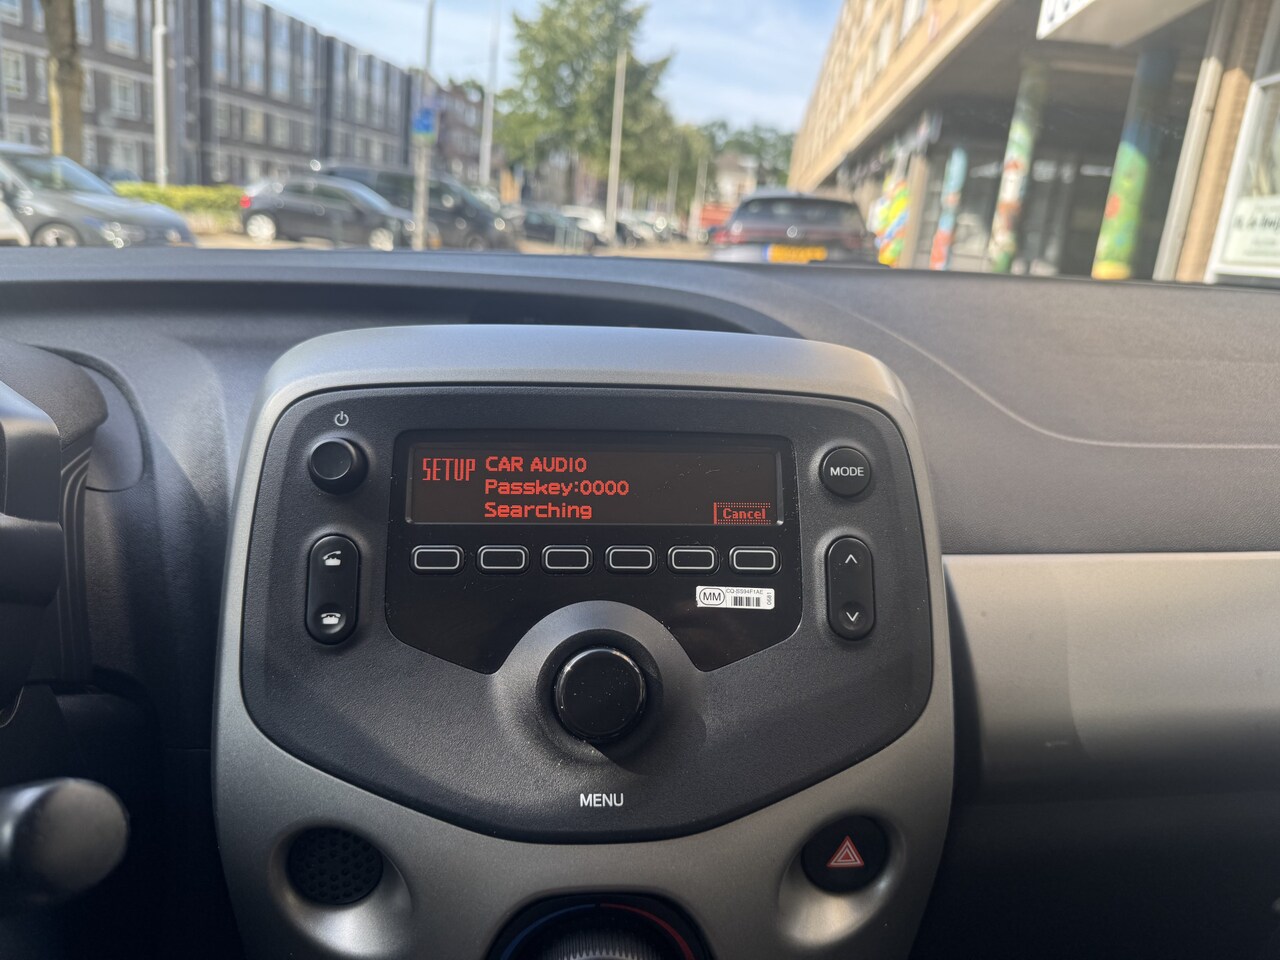 SETUP
CAR AUDIO
Passkey:0000
Searching
Cancel
MODE
MM
MENU